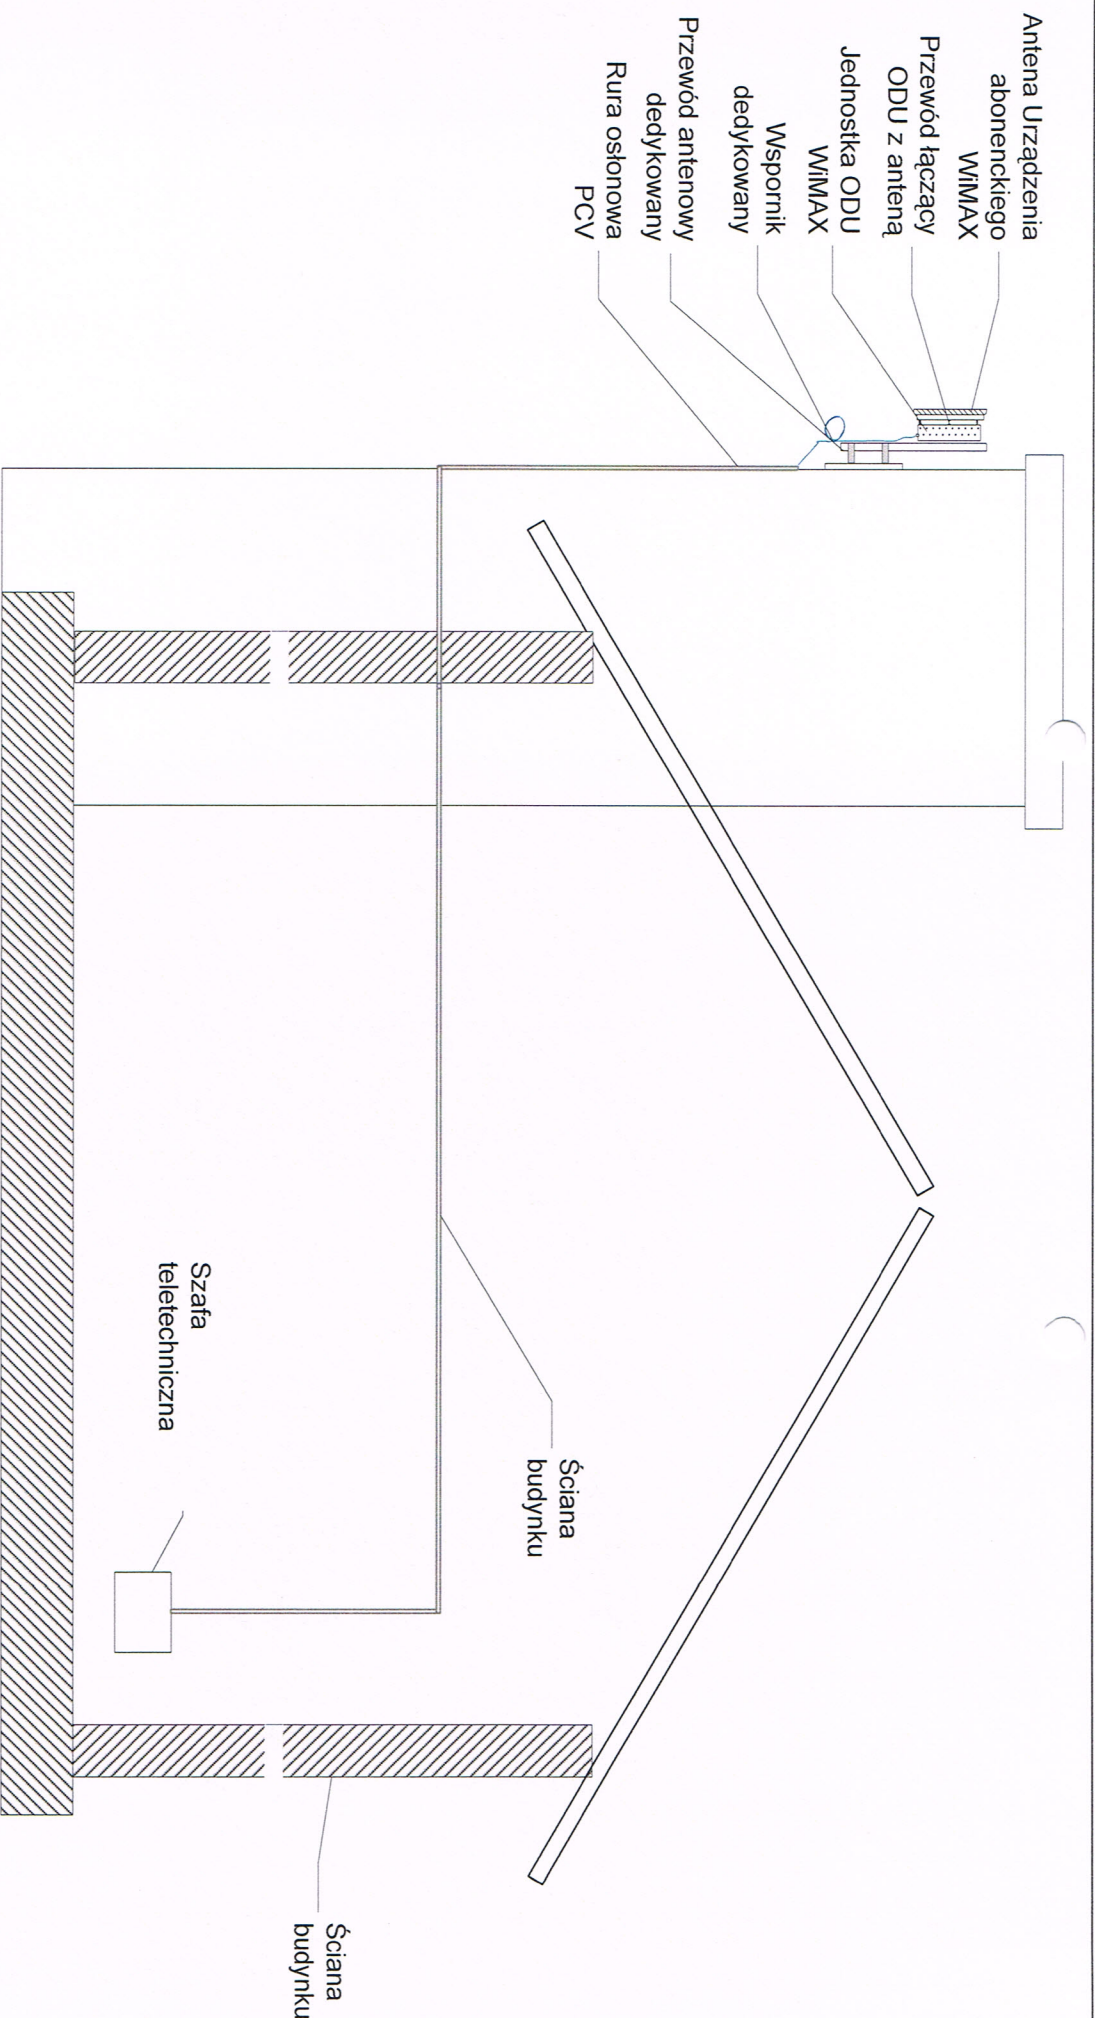 Antena Urządzenia
abonenckiego
WiMAX
Przewód łączący
ODU z anteną
Jednostka ODU
WiMAX
Wspornik
dedykowany
Przewód antenowy
dedykowany
Rura osłonowa
PCV
Ściana
budynku
Szafa
teletechniczna
Ściana
budynku